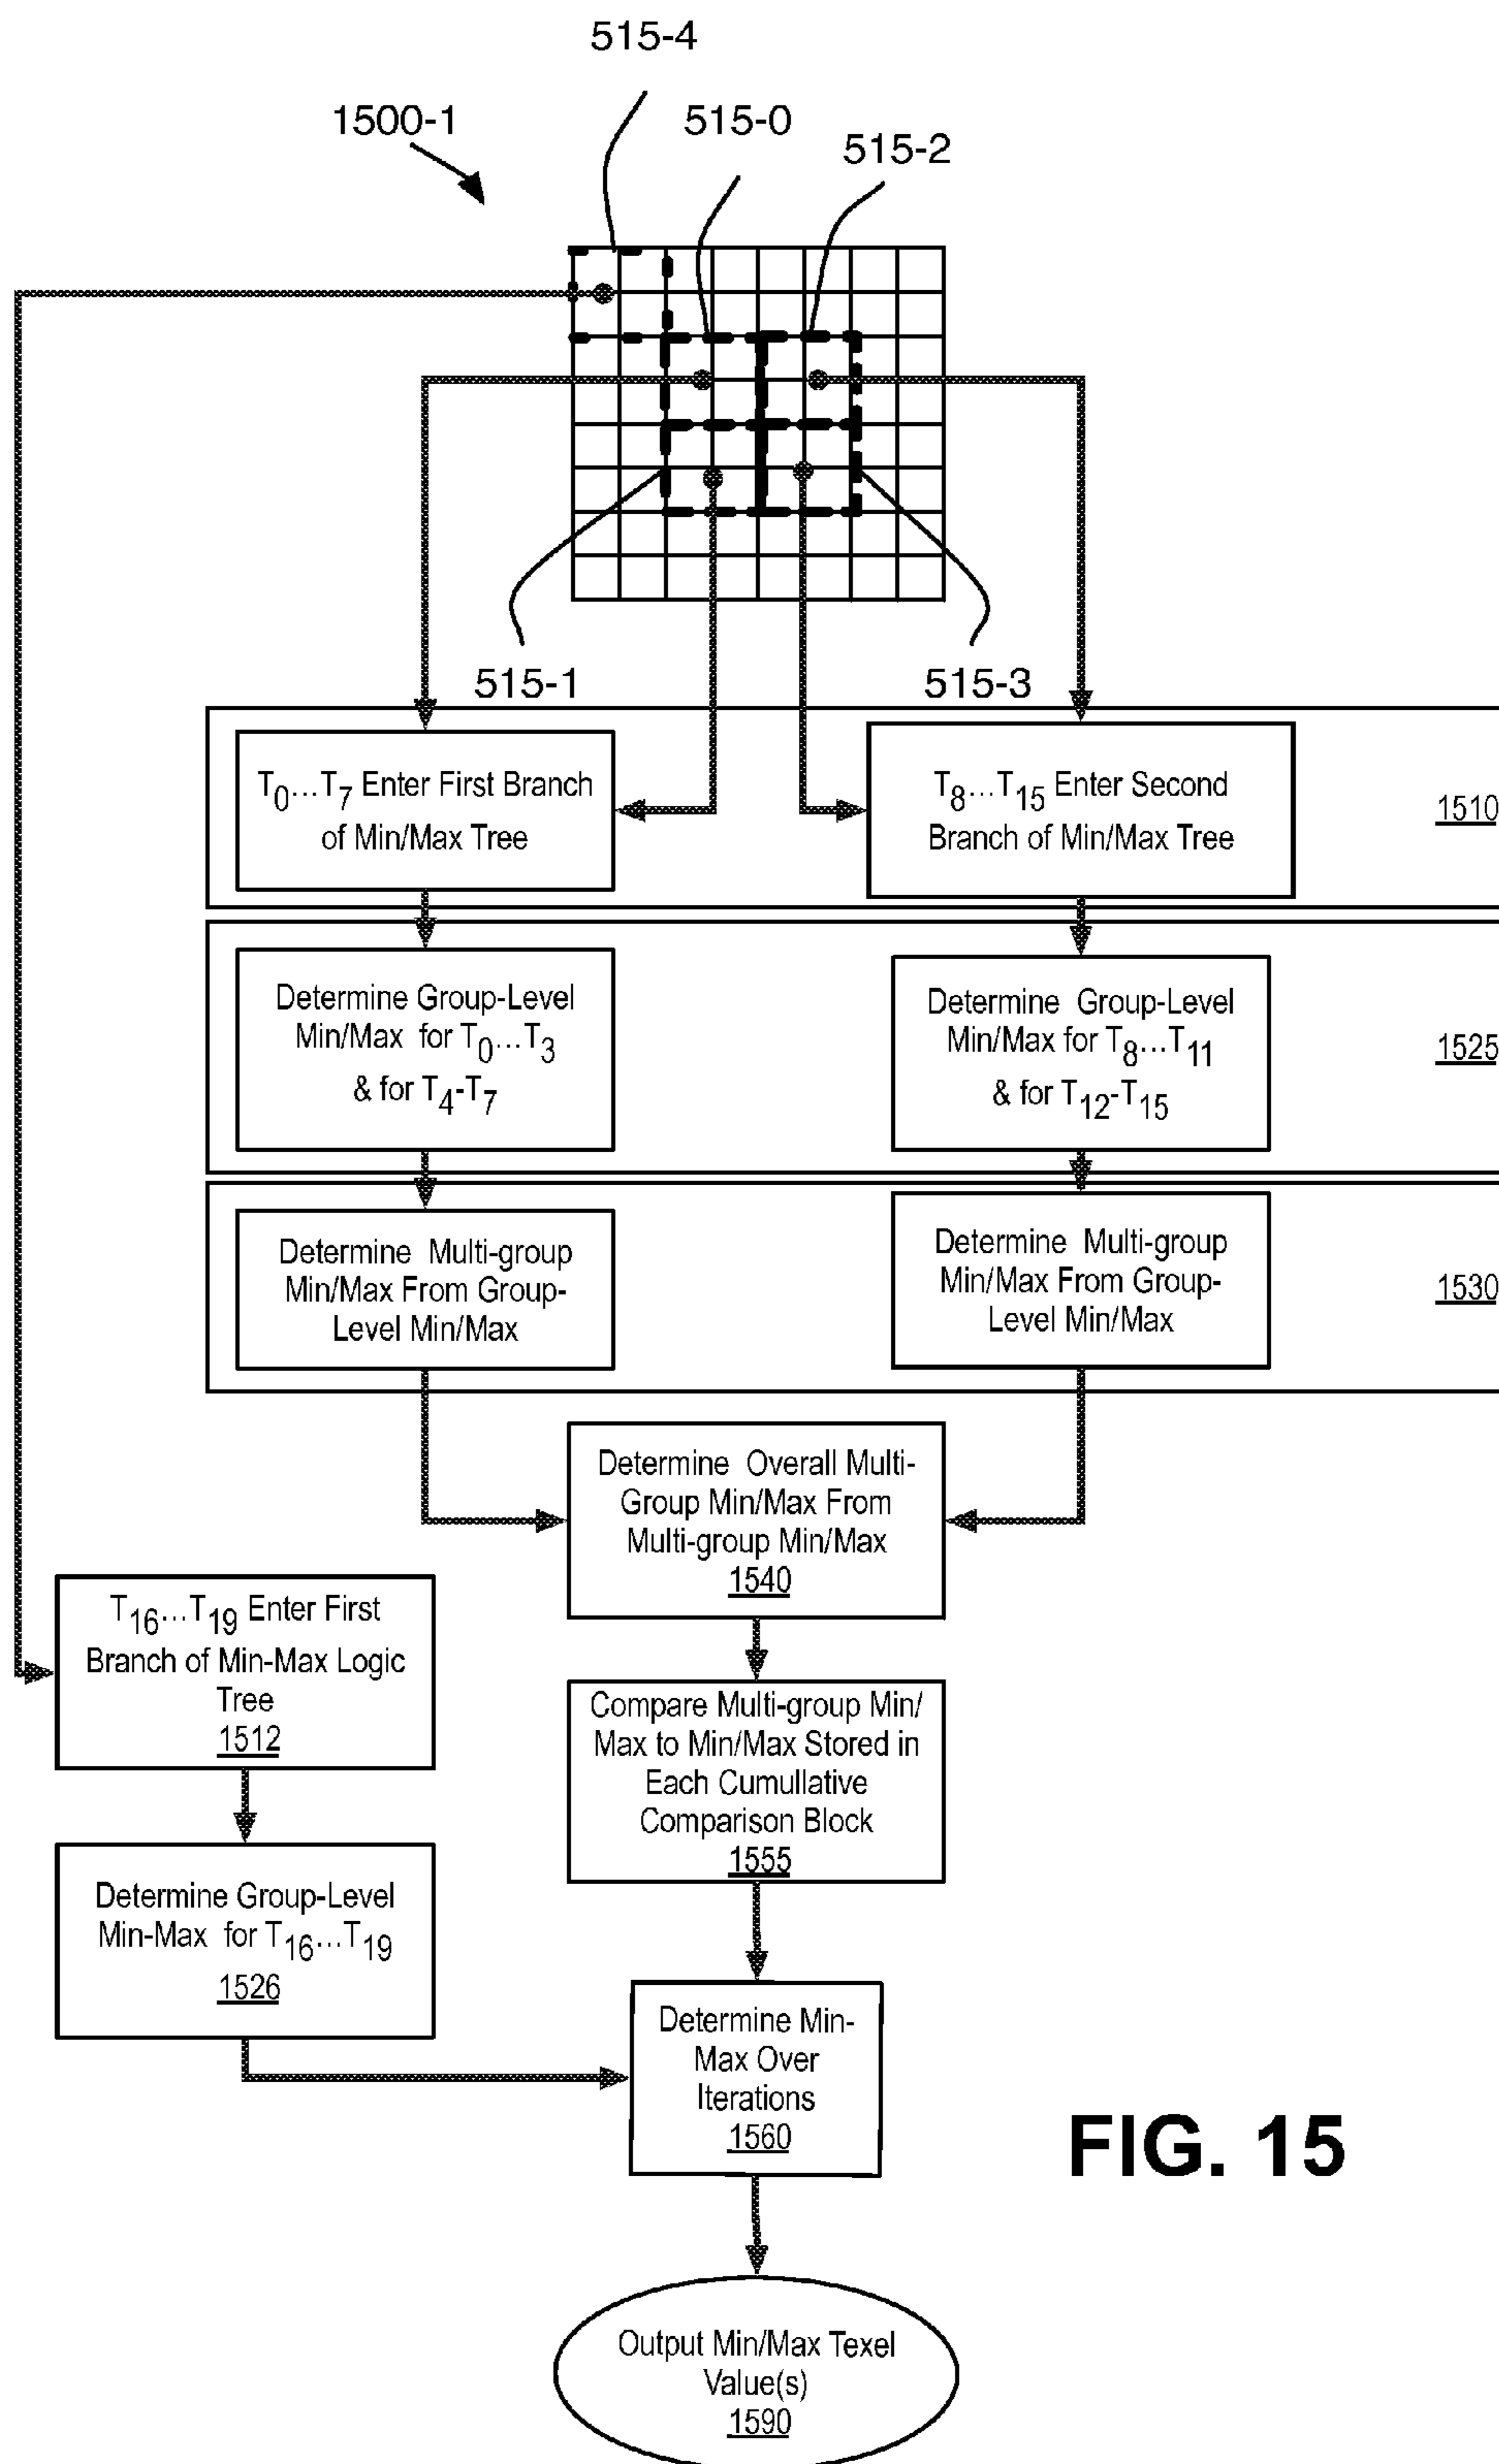 515-4
1500-1
515-0
515-2
515-1
515-3
T0...T7 Enter First Branch
of Min/Max Tree
T8...T15 Enter Second
Branch of Min/Max Tree
1510
Determine Group-Level
Min/Max for T0...T3
& for T4-T7
Determine Group-Level
Min/Max for T8...T11
& for T12-T15
1525
Determine Multi-group
Min/Max From Group-
Level Min/Max
Determine Multi-group
Min/Max From Group-
Level Min/Max
1530
Determine Overall Multi-
Group Min/Max From
Multi-group Min/Max
1540
T16...T19 Enter First
Branch of Min-Max Logic
Tree
1512
Compare Multi-group Min/
Max to Min/Max Stored in
Each Cumullative
Comparison Block
1555
Determine Group-Level
Min-Max for T16...T19
1526
Determine Min-
Max Over
Iterations
1560
FIG. 15
Output Min/Max Texel
Value(s)
1590